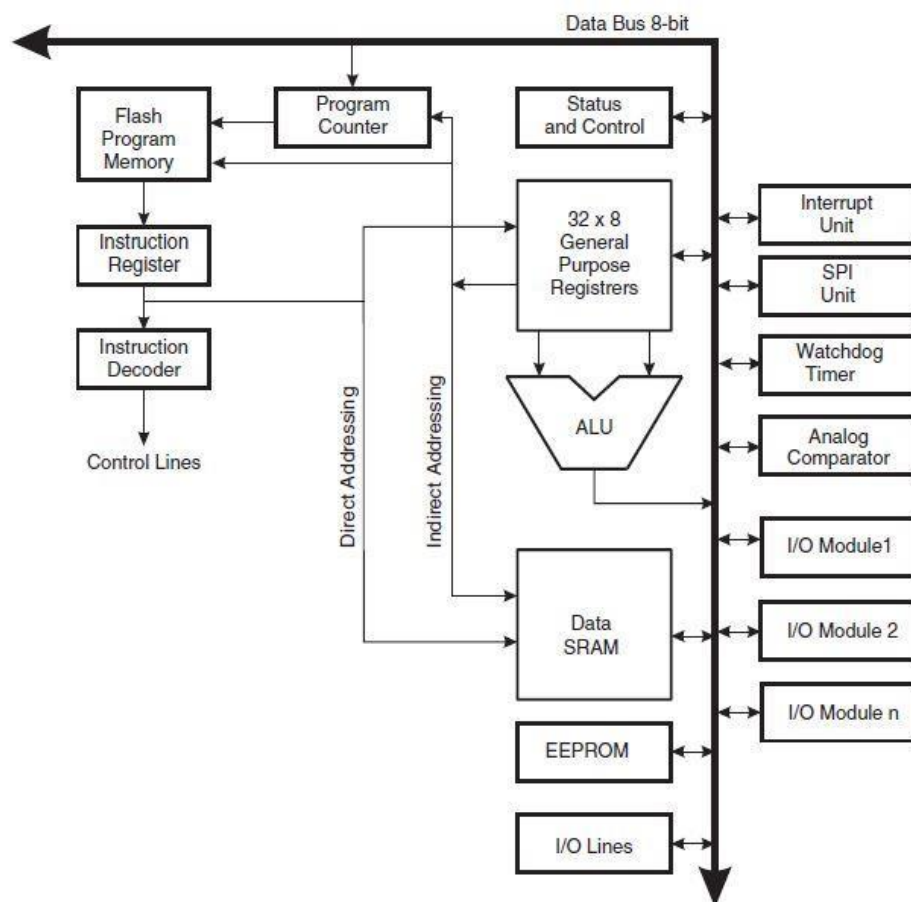 Data Bus 8-bit
Flash
Program
Memory
Program
Counter
Status
and Control
Instruction
Register
32 x 8
General
Purpose
Registrers
Interrupt
Unit
SPI
Unit
Instruction
Decoder
Watchdog
Timer
Control Lines
Direct Addressing
Indirect Addressing
ALU
Analog
Comparator
I/O Module1
Data
SRAM
I/O Module 2
I/O Module n
EEPROM
I/O Lines